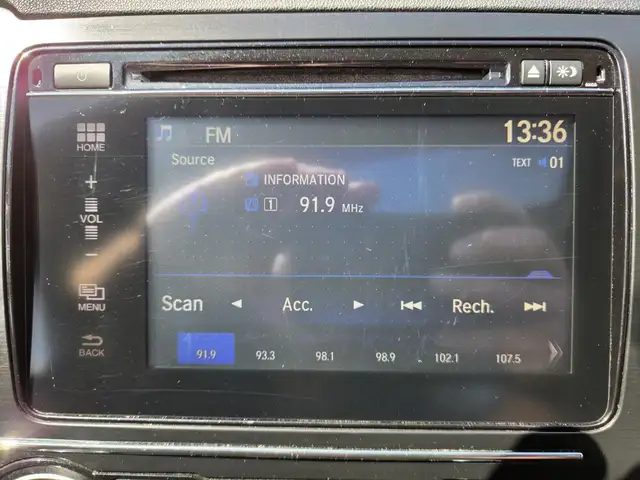 HOME
+
VOL
−
MENU
BACK
FM
13:36
Source
TEXT 01
INFORMATION
1 91.9 MHz
Scan Acc. Rech.
91.9 93.3 98.1 98.9 102.1 107.5